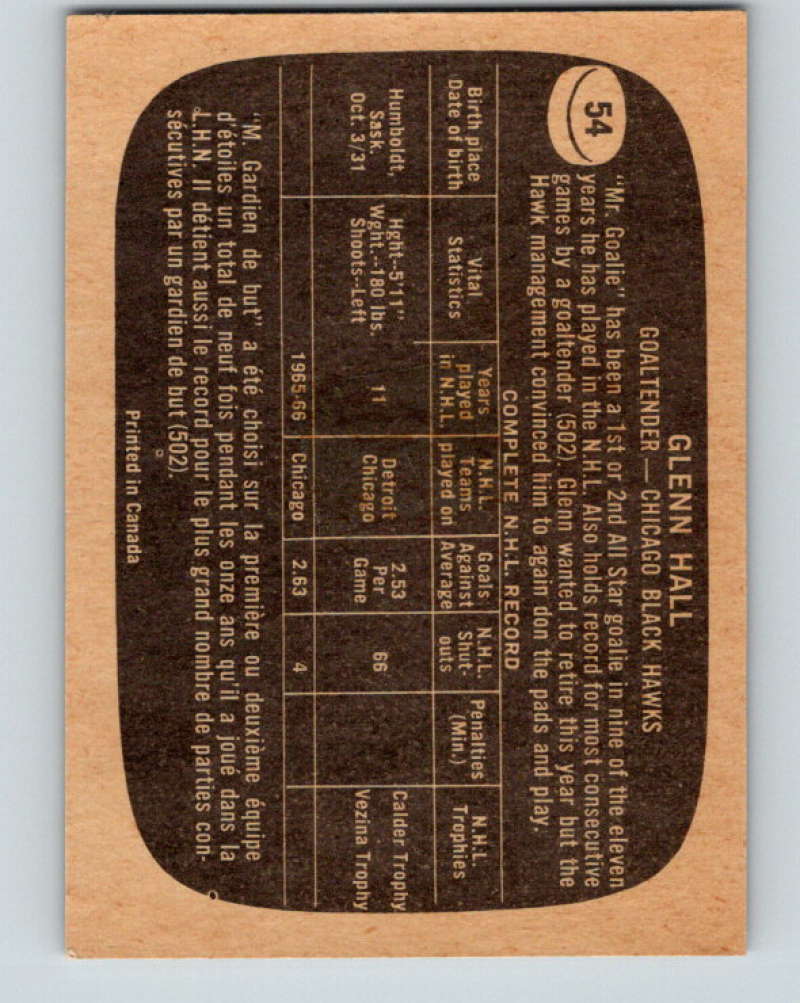 GLENN HALL
GOALTENDER — CHICAGO BLACK HAWKS
54
"Mr. Goalie" has been a 1st or 2nd All Star goalie in nine of the eleven
years he has played in the N.H.L. Also holds record for most consecutive
games by a goaltender (502). Glenn wanted to retire this year but the
Hawk management convinced him to again don the pads and play.
COMPLETE N.H.L. RECORD
Birth place
Date of birth
Vital
Statistics
Years
played
in N.H.L.
N.H.L.
Teams
played on
Goals
Against
Average
N.H.L.
Shut-
outs
Penalties
(Min.)
N.H.L.
Trophies
Humboldt,
Sask.
Oct. 3/31
Hght--5'11"
Wght.--180 lbs.
Shoots--Left
11
Detroit
Chicago
2.53
Per
Game
66
Calder Trophy
Vezina Trophy
1965-66
Chicago
2.63
4
"M. Gardien de but" a été choisi sur la première ou deuxième équipe
d'étoiles un total de neuf fois pendant les onze ans qu'il a joué dans la
L.H.N. Il détient aussi le record pour le plus grand nombre de parties con-
sécutives par un gardien de but (502).
Printed in Canada